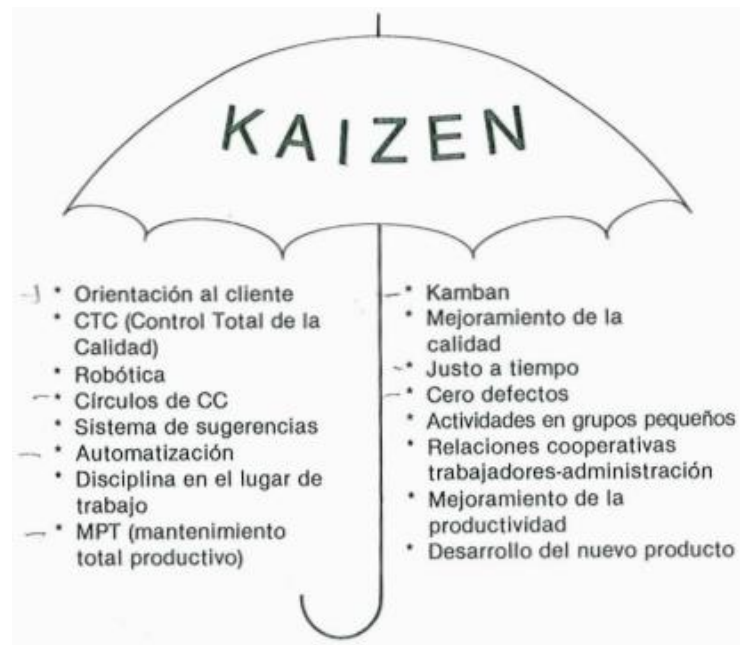 KAIZEN
* Orientación al cliente
* CTC (Control Total de la
Calidad)
* Robótica
* Círculos de CC
* Sistema de sugerencias
* Automatización
* Disciplina en el lugar de
trabajo
* MPT (mantenimiento
total productivo)
* Kamban
* Mejoramiento de la
calidad
* Justo a tiempo
* Cero defectos
* Actividades en grupos pequeños
* Relaciones cooperativas
trabajadores-administración
* Mejoramiento de la
productividad
* Desarrollo del nuevo producto